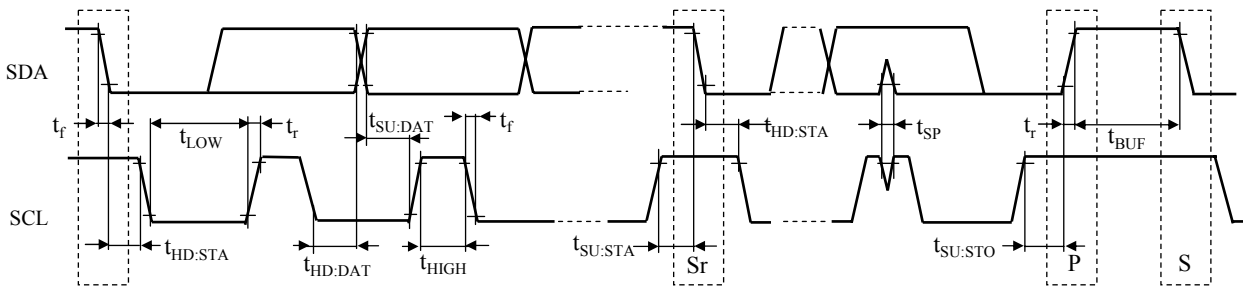 SDA
t_f
t_LOW
t_r
t_SU:DAT
t_f
t_HD:STA
t_SP
t_r
t_BUF
SCL
t_HD:STA
t_HD:DAT
t_HIGH
t_SU:STA
Sr
t_SU:STO
P
S